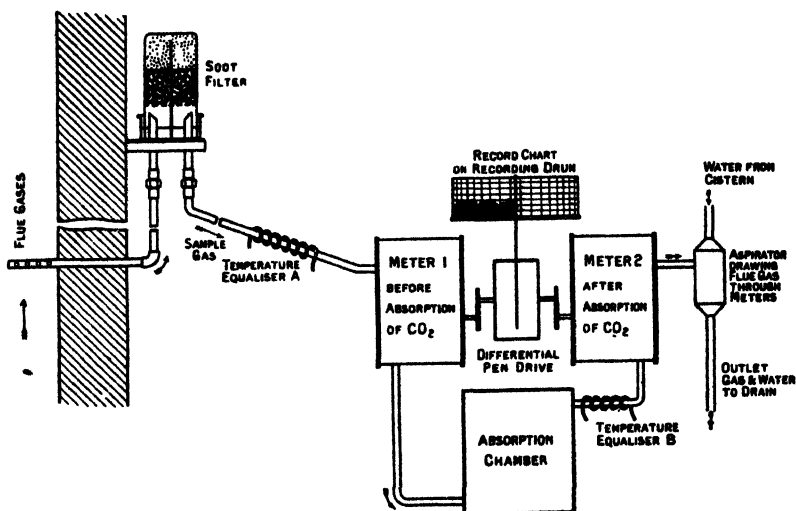 SOOT
FILTER
RECORD CHART
ON RECORDING DRUM
WATER FROM
CISTERN
FLUE GASES
SAMPLE
GAS
TEMPERATURE
EQUALISER A
METER 1
BEFORE
ABSORPTION
OF CO2
METER 2
AFTER
ABSORPTION
OF CO2
ASPIRATOR
DRAWING
FLUE GAS
THROUGH
METERS
DIFFERENTIAL
PEN DRIVE
OUTLET
GAS & WATER
TO DRAIN
TEMPERATURE
EQUALISER B
ABSORPTION
CHAMBER